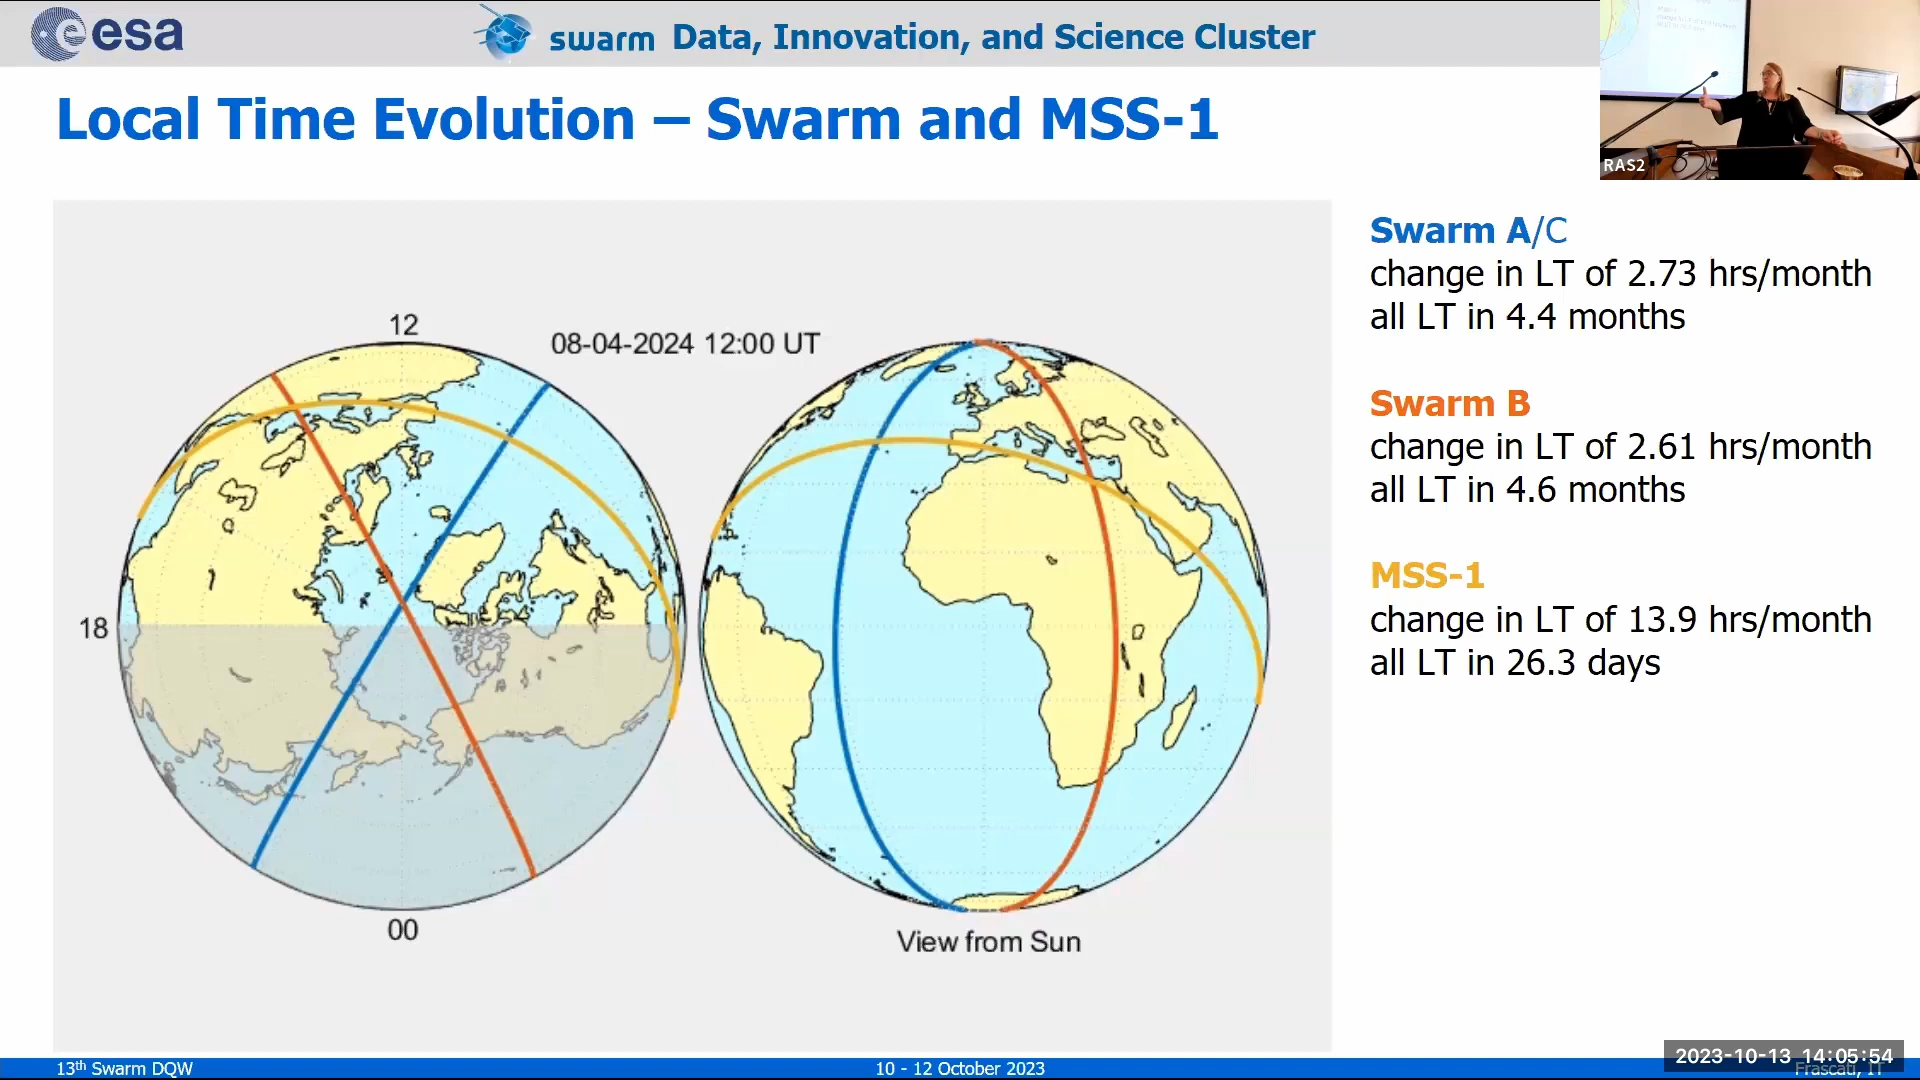 esa
swarm Data, Innovation, and Science Cluster
Local Time Evolution – Swarm and MSS-1
RAS2
12
08-04-2024 12:00 UT
18
00
View from Sun
Swarm A/C
change in LT of 2.73 hrs/month
all LT in 4.4 months
Swarm B
change in LT of 2.61 hrs/month
all LT in 4.6 months
MSS-1
change in LT of 13.9 hrs/month
all LT in 26.3 days
13th Swarm DQW
10 - 12 October 2023
2023-10-13 14:05:54
Frascati, IT